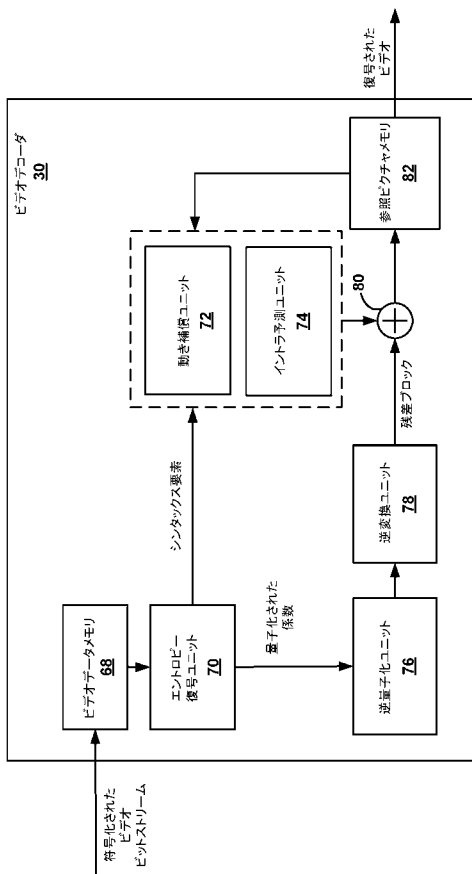 ビデオデコーダ
30
符号化された
ビデオ
ビットストリーム
ビデオデータメモリ
68
エントロピー
復号ユニット
70
シンタックス要素
動き補償ユニット
72
イントラ予測ユニット
74
量子化された
係数
逆量子化ユニット
76
逆変換ユニット
78
残差ブロック
80
参照ピクチャメモリ
82
復号された
ビデオ